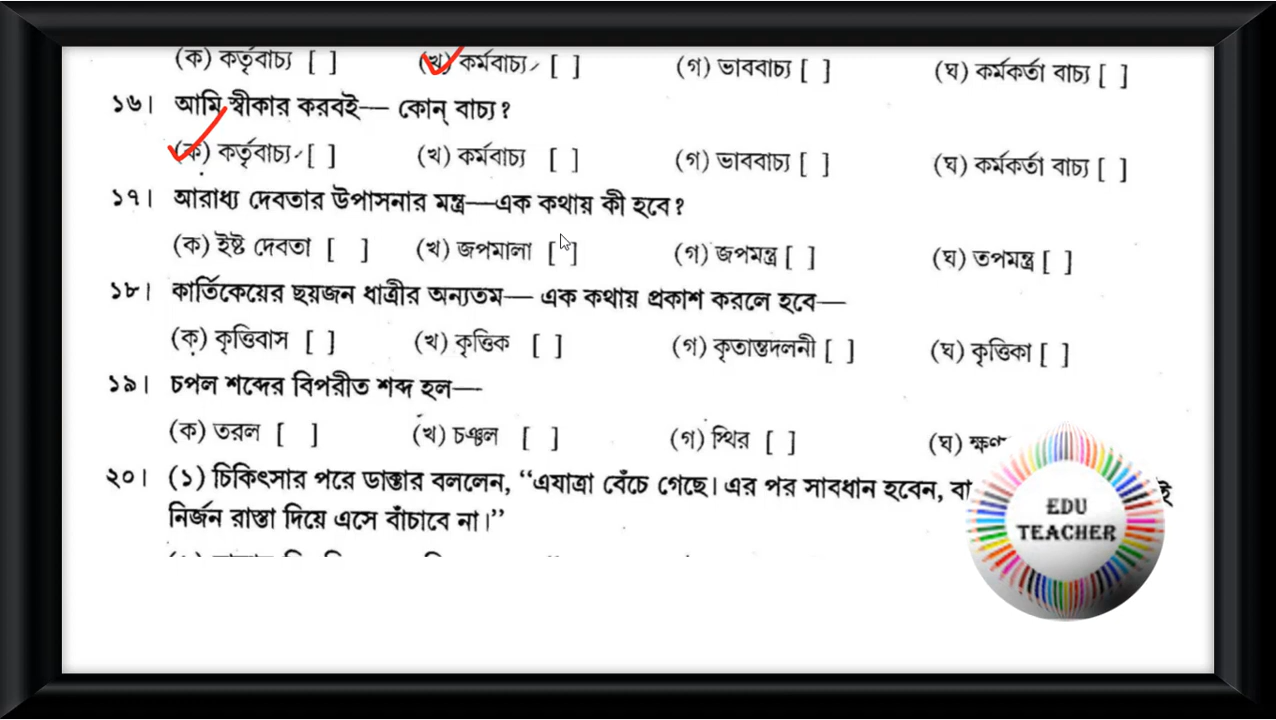 (ক) কর্তৃবাচ্য [ ] (খ) কর্মবাচ্য [ ] (গ) ভাববাচ্য [ ] (ঘ) কর্মকর্তা বাচ্য [ ]
১৬। আমি স্বীকার করবই— কোন্ বাচ্য?
(ক) কর্তৃবাচ্য [ ] (খ) কর্মবাচ্য [ ] (গ) ভাববাচ্য [ ] (ঘ) কর্মকর্তা বাচ্য [ ]
১৭। আরাধ্য দেবতার উপাসনার মন্ত্র—এক কথায় কী হবে?
(ক) ইষ্ট দেবতা [ ] (খ) জপমালা [ ] (গ) জপমন্ত্র [ ] (ঘ) তপমন্ত্র [ ]
১৮। কার্তিকেয়ের ছয়জন ধাত্রীর অন্যতম— এক কথায় প্রকাশ করলে হবে—
(ক) কৃত্তিবাস [ ] (খ) কৃত্তিক [ ] (গ) কৃতান্তদলনী [ ] (ঘ) কৃত্তিকা [ ]
১৯। চপল শব্দের বিপরীত শব্দ হল—
(ক) তরল [ ] (খ) চঞ্চল [ ] (গ) স্থির [ ] (ঘ)
২০। (১) চিকিৎসার পরে ডাক্তার বললেন, “এযাত্রা বেঁচে গেছে। এর পর সাবধান হবেন,
নির্জন রাস্তা দিয়ে এসে বাঁচাবে না।”
EDU
TEACHER